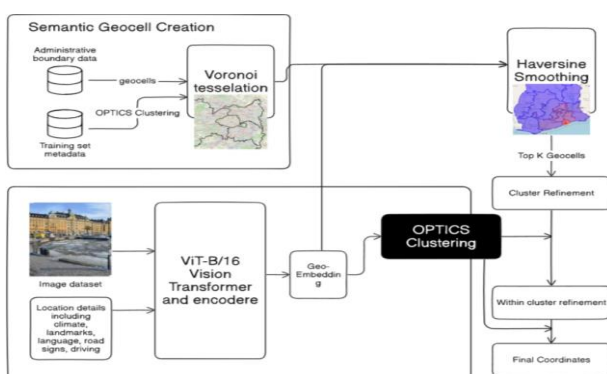 Semantic Geocell Creation
Administrative
boundary data
geocells
OPTICS Clustering
Training set
metadata
Voronoi
tesselation
Haversine
Smoothing
Top K Geocells
Cluster Refinement
Image dataset
Location details
including
climate,
landmarks,
language, road
signs, driving
ViT-B/16
Vision
Transformer
and encodere
Geo-
Embeddin
g
OPTICS
Clustering
Within cluster refinement
Final Coordinates